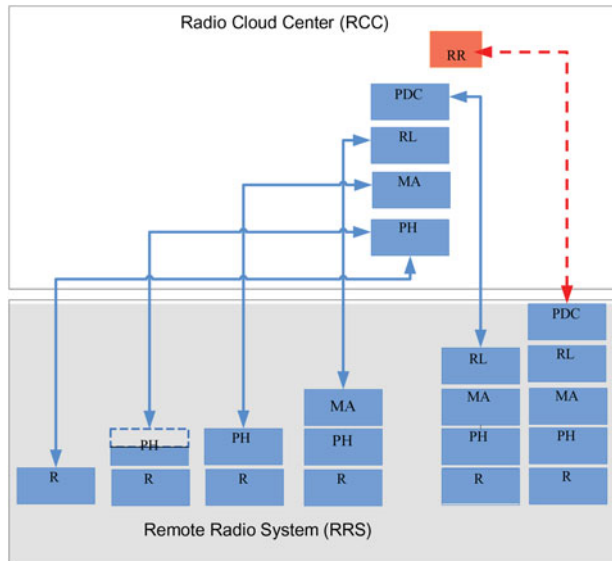 Radio Cloud Center (RCC)
RR
PDC
RL
MA
PH
PDC
RL
RL
MA
MA
MA
PH
PH
PH
PH
PH
R
R
R
R
R
R
Remote Radio System (RRS)